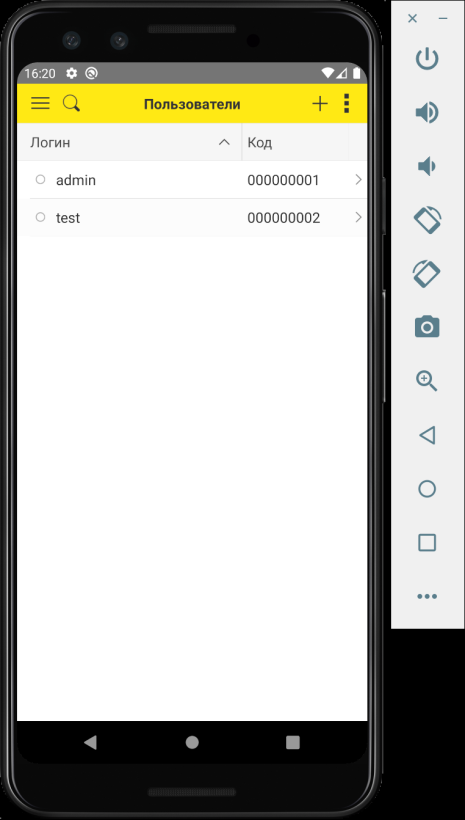 16:20
Пользователи
Логин Код
admin 000000001
test 000000002